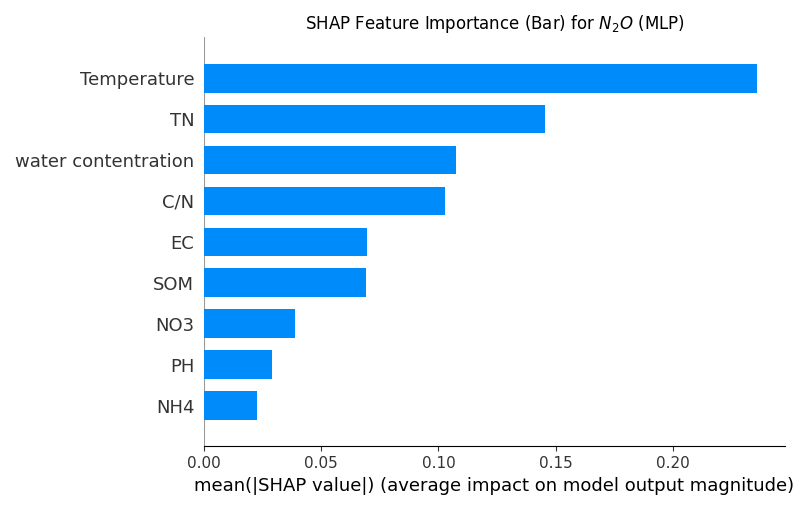 SHAP Feature Importance (Bar) for N₂O (MLP)
Temperature
TN
water contentration
C/N
EC
SOM
NO3
PH
NH4
0.00 0.05 0.10 0.15 0.20
mean(|SHAP value|) (average impact on model output magnitude)